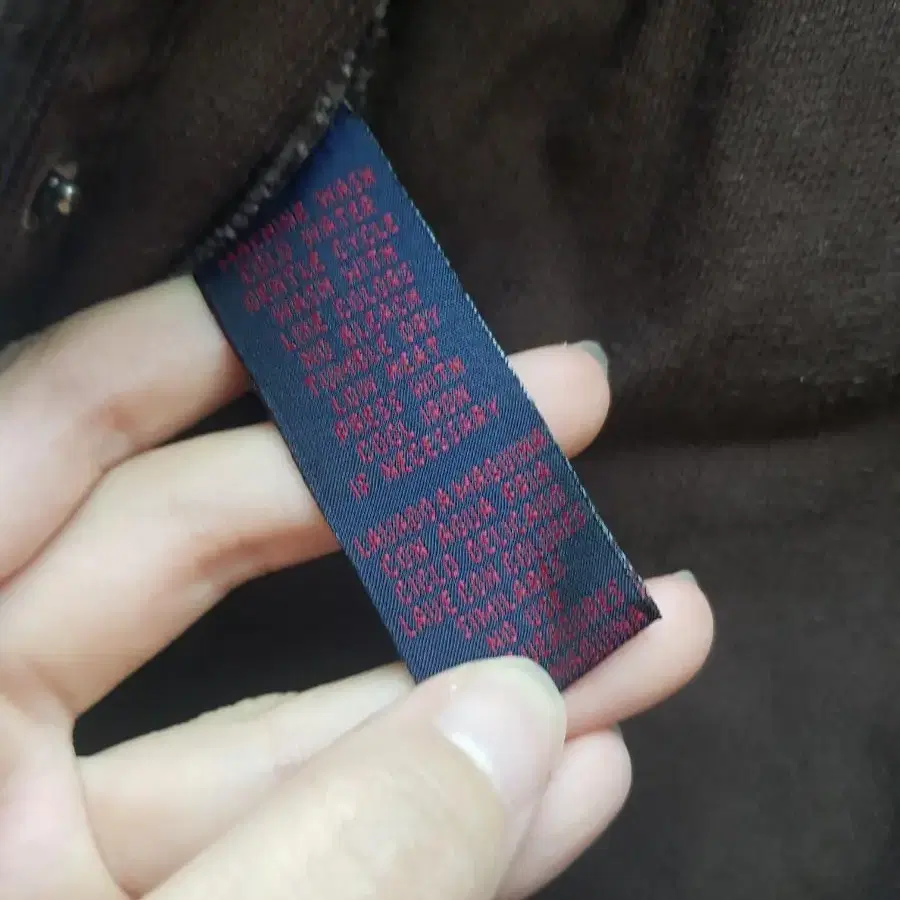 MACHINE WASH
COLD WATER
GENTLE CYCLE
WASH WITH
LIKE COLORS
NO BLEACH
TUMBLE DRY
LOW HEAT
PRESS WITH
COOL IRON
IF NECESSARY
LAVADO A MAQUINA
CON AGUA FRIA
CICLO DELICADO
LAVE CON COLORES
SIMILARES
NO USE